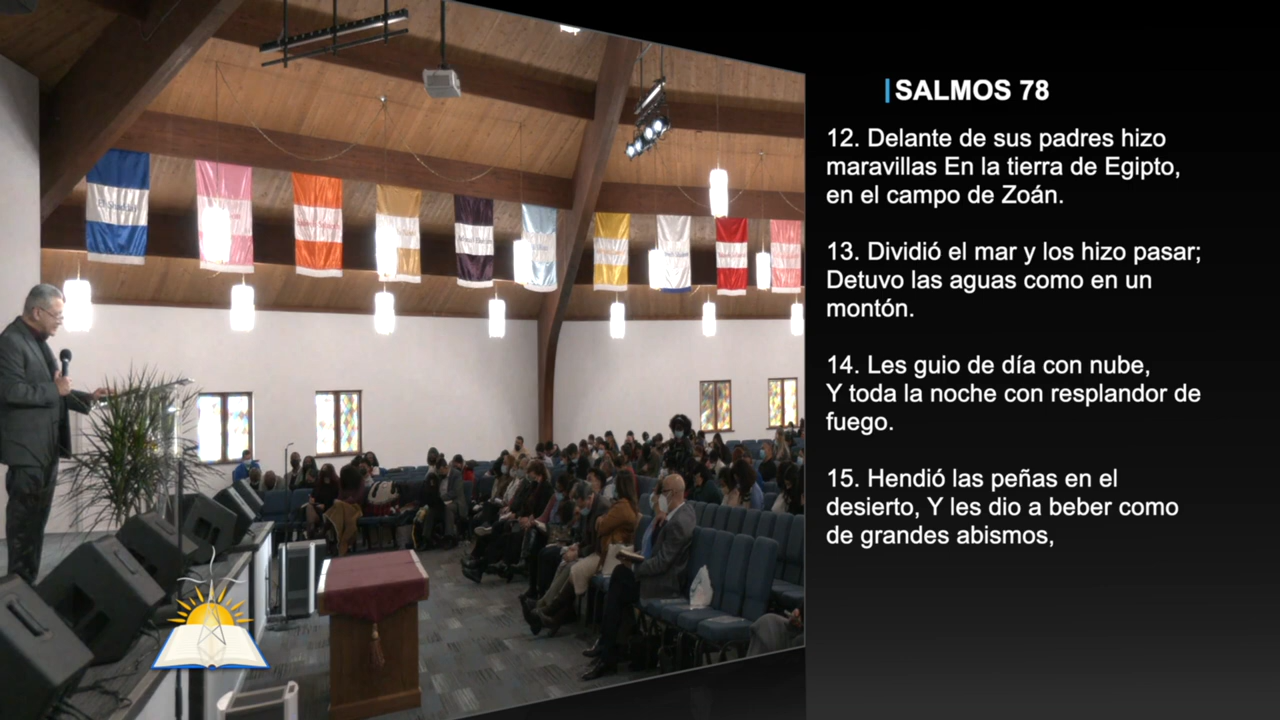 SALMOS 78
12. Delante de sus padres hizo
maravillas En la tierra de Egipto,
en el campo de Zoán.
13. Dividió el mar y los hizo pasar;
Detuvo las aguas como en un
montón.
14. Les guio de día con nube,
Y toda la noche con resplandor de
fuego.
15. Hendió las peñas en el
desierto, Y les dio a beber como
de grandes abismos,
El Shaddai